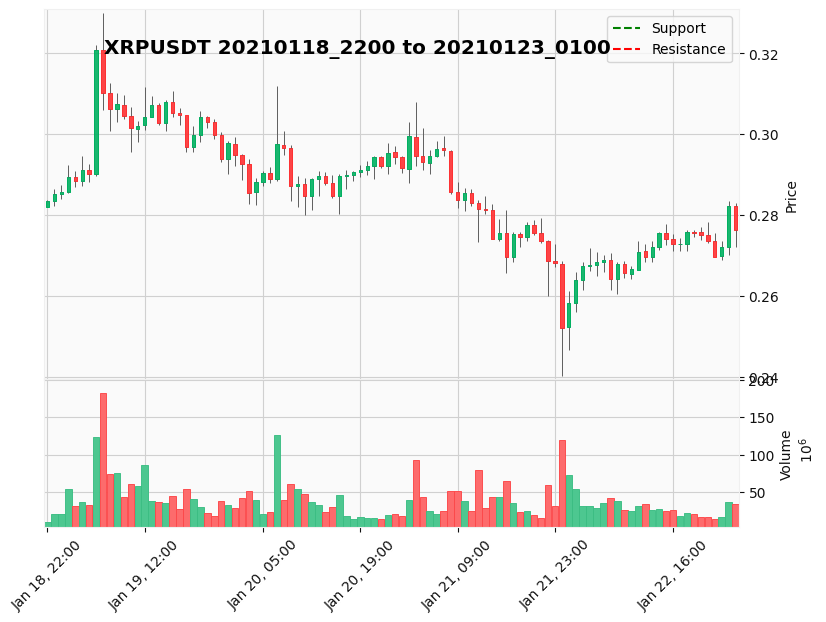 XRPUSDT 20210118_2200 to 20210123_0100
Support
Resistance
0.32
0.30
0.28
0.26
0.24
Price
200
150
100
50
Volume
10^6
Jan 18, 22:00
Jan 19, 12:00
Jan 20, 05:00
Jan 20, 19:00
Jan 21, 09:00
Jan 21, 23:00
Jan 22, 16:00